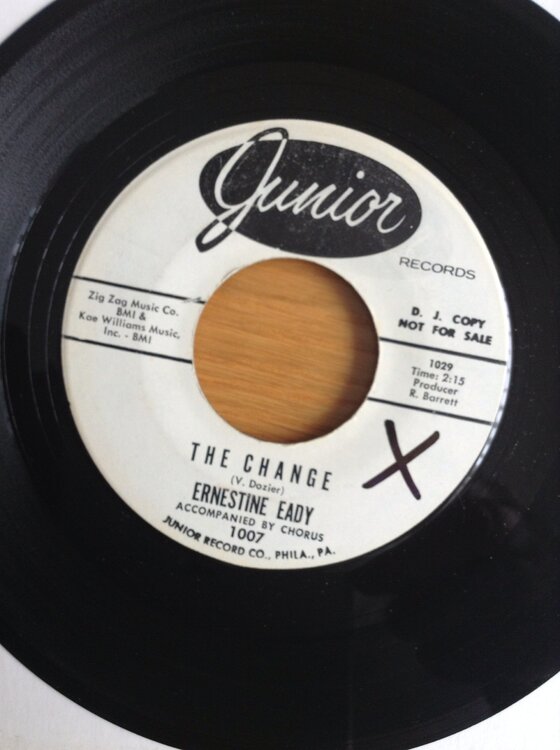 Junior
RECORDS
Zig Zag Music Co.
BMI &
Kae Williams Music,
Inc. - BMI
D. J. COPY
NOT FOR SALE
1029
Time: 2:15
Producer
R. Barrett
X
THE CHANGE
(V. Dozier)
ERNESTINE EADY
ACCOMPANIED BY CHORUS
1007
JUNIOR RECORD CO., PHILA., PA.